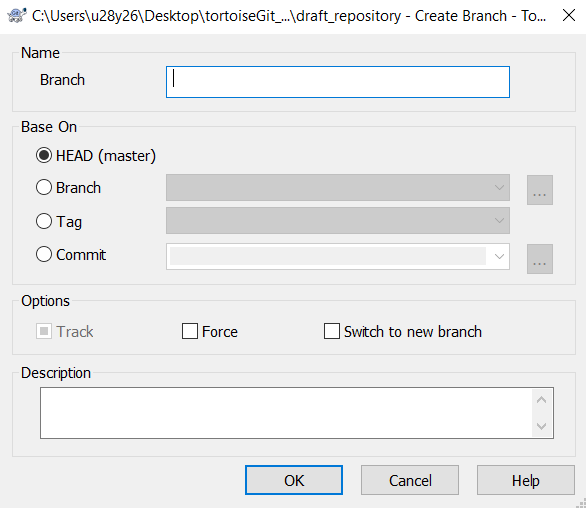 C:\Users\u28y26\Desktop\tortoiseGit_...\draft_repository - Create Branch - To...
Name
Branch
Base On
HEAD (master)
Branch
...
Tag
Commit
...
Options
Track Force Switch to new branch
Description
OK Cancel Help